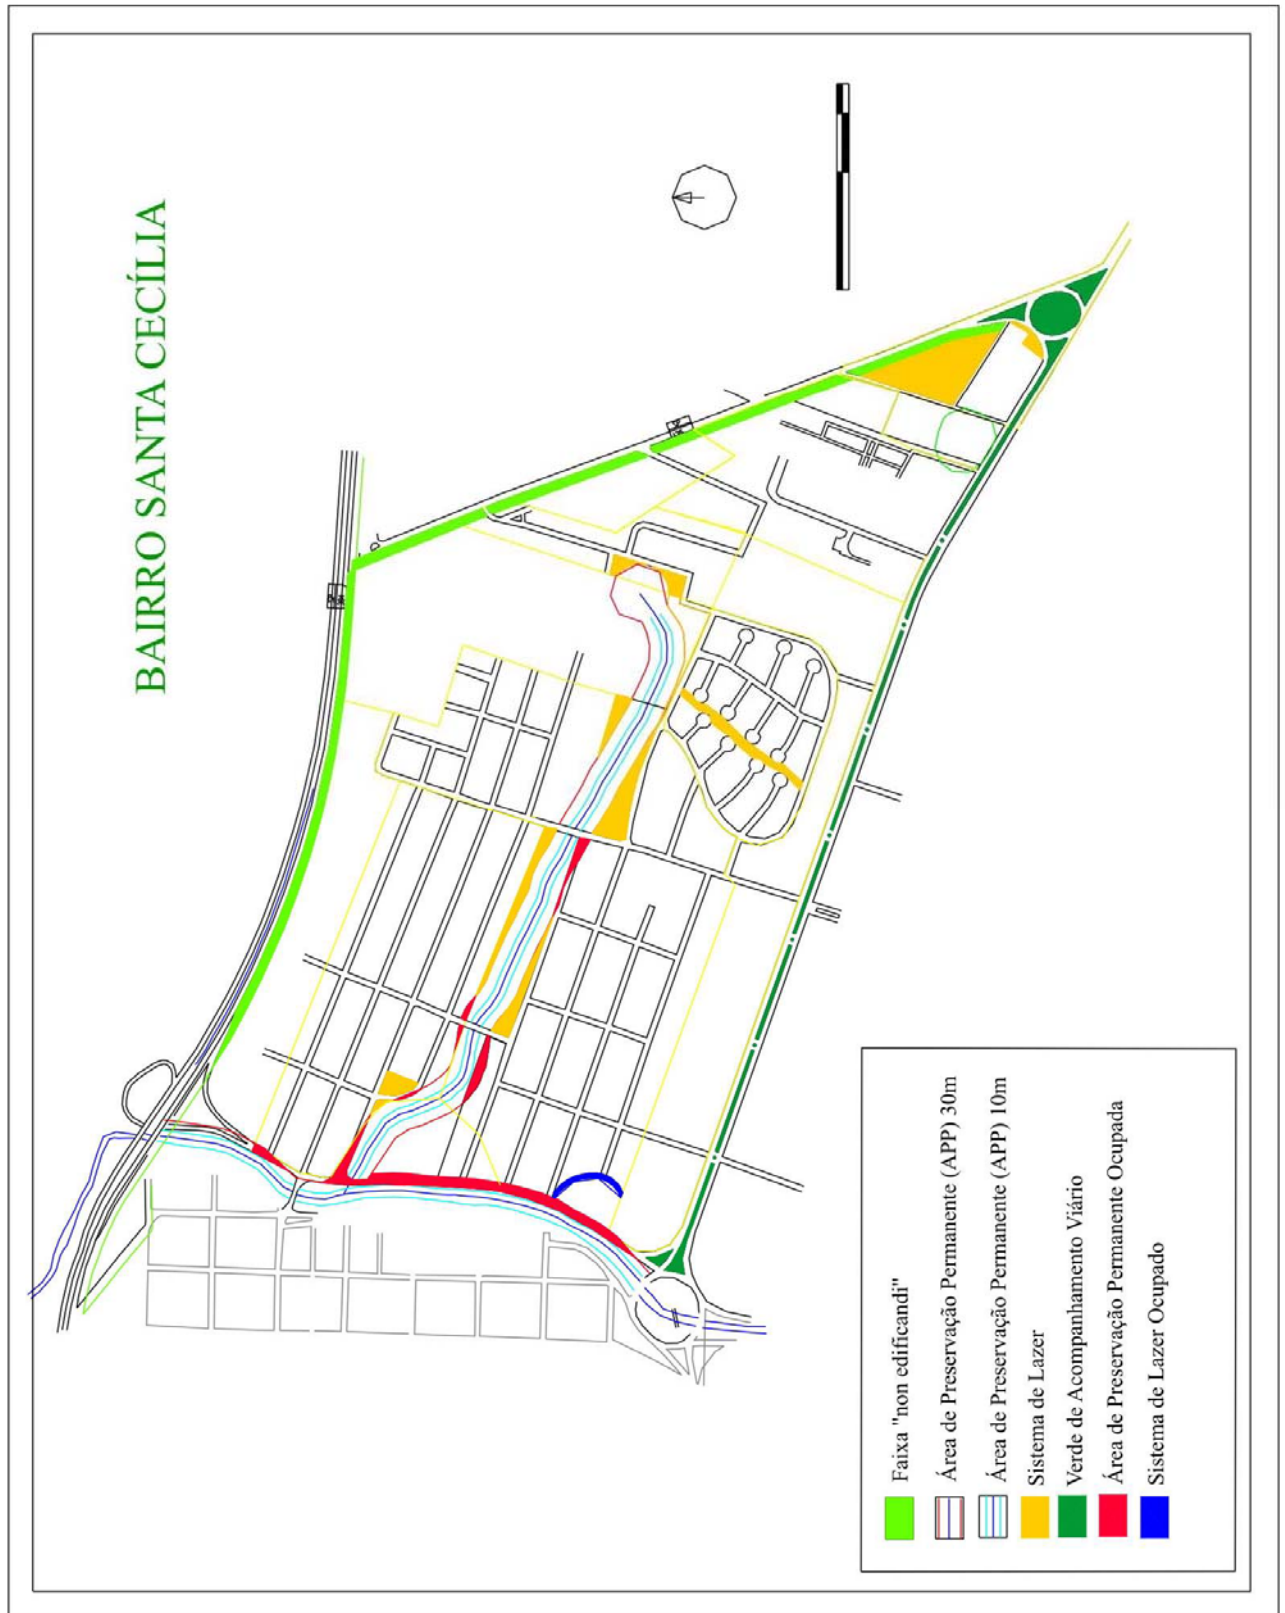 BAIRRO SANTA CECÍLIA
Faixa "non edificandi"
Área de Preservação Permanente (APP) 30m
Área de Preservação Permanente (APP) 10m
Sistema de Lazer
Verde de Acompanhamento Viário
Área de Preservação Permanente Ocupada
Sistema de Lazer Ocupado